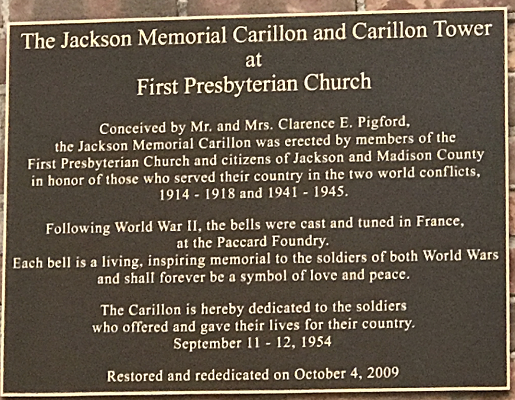 The Jackson Memorial Carillon and Carillon Tower
at
First Presbyterian Church
Conceived by Mr. and Mrs. Clarence E. Pigford,
the Jackson Memorial Carillon was erected by members of the
First Presbyterian Church and citizens of Jackson and Madison County
in honor of those who served their country in the two world conflicts,
1914 - 1918 and 1941 - 1945.
Following World War II, the bells were cast and tuned in France,
at the Paccard Foundry.
Each bell is a living, inspiring memorial to the soldiers of both World Wars
and shall forever be a symbol of love and peace.
The Carillon is hereby dedicated to the soldiers
who offered and gave their lives for their country.
September 11 - 12, 1954
Restored and rededicated on October 4, 2009